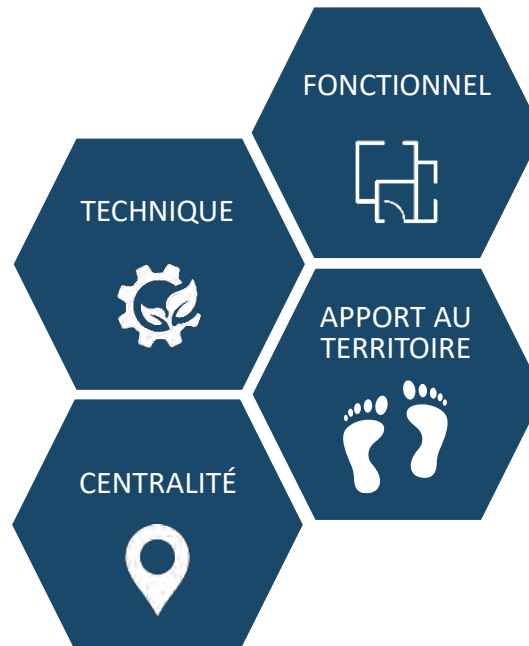 FONCTIONNEL
TECHNIQUE
APPORT AU
TERRITOIRE
CENTRALITÉ